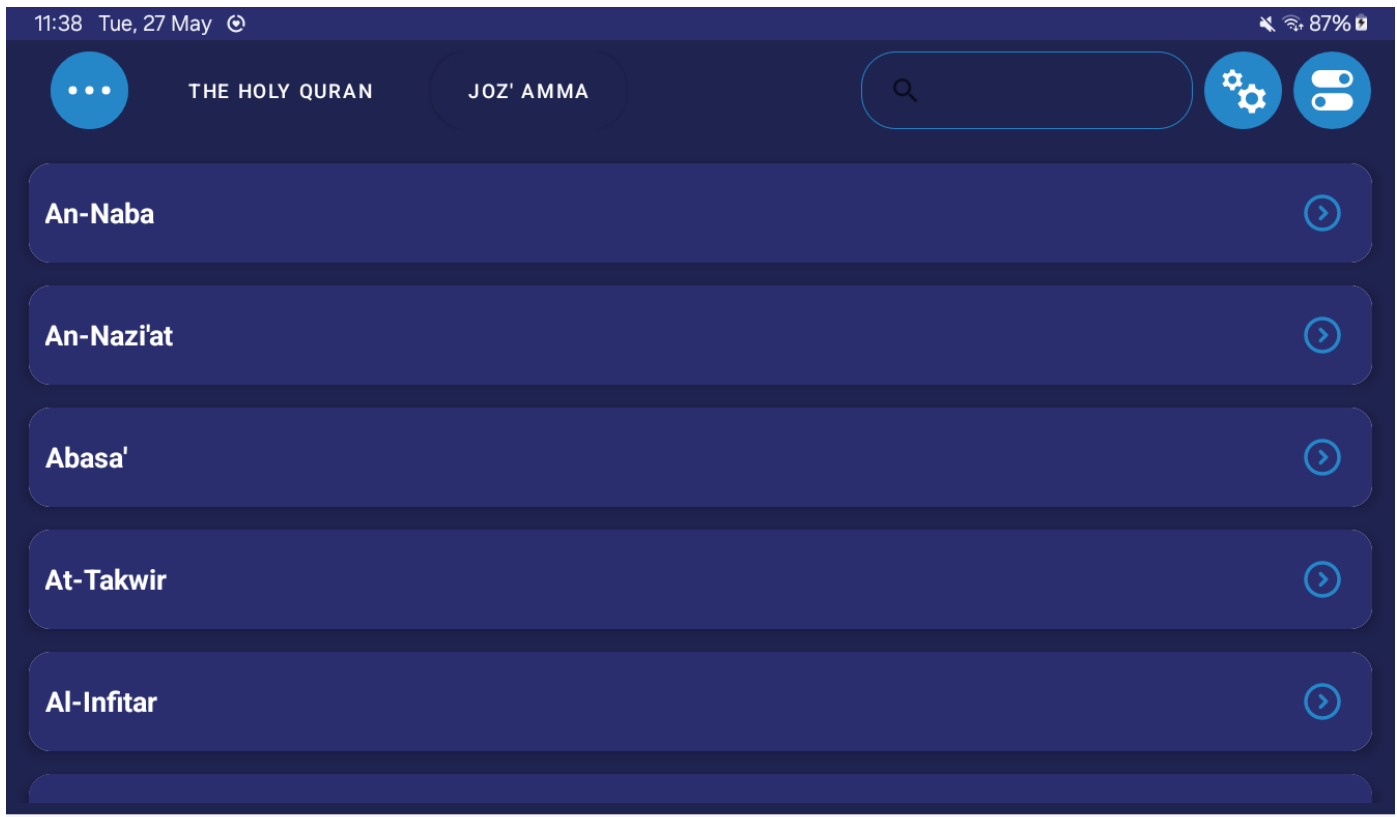 11:38 Tue, 27 May 87%
THE HOLY QURAN JOZ' AMMA
An-Naba
An-Nazi'at
Abasa'
At-Takwir
Al-Infitar